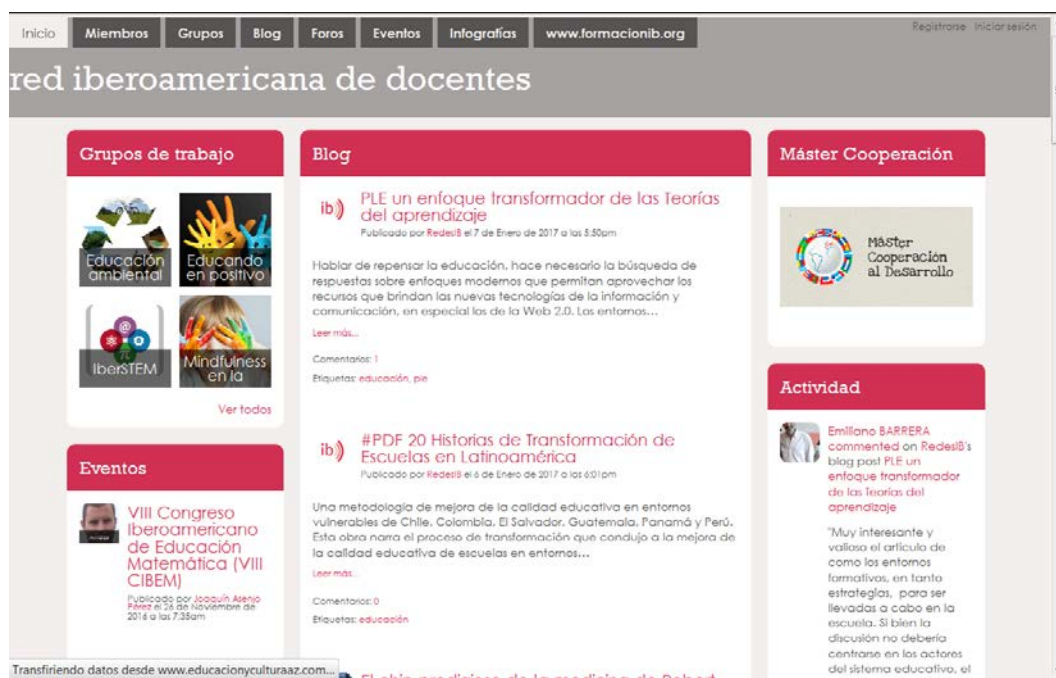 Inicio Miembros Grupos Blog Foros Eventos Infografías www.formacionib.org
Registrarse Iniciar sesión
red iberoamericana de docentes
Grupos de trabajo
Educación
ambiental
Educando
en positivo
IberSTEM
Mindfulness
en la
Ver todos
Eventos
VIII Congreso
Iberoamericano
de Educación
Matemática (VIII
CIBEM)
Publicado por Joaquín Asenjo
Pérez el 26 de Noviembre de
2016 a las 7:35am
Blog
ib))
PLE un enfoque transformador de las Teorías
del aprendizaje
Publicado por RedesIB el 7 de Enero de 2017 a las 5:50pm
Hablar de repensar la educación, hace necesario la búsqueda de
respuestas sobre enfoques modernos que permitan aprovechar los
recursos que brindan las nuevas tecnologías de la información y
comunicación, en especial los de la Web 2.0. Los entornos…
Leer más…
Comentarios: 1
Etiquetas: educación, ple
ib))
#PDF 20 Historias de Transformación de
Escuelas en Latinoamérica
Publicado por RedesIB el 6 de Enero de 2017 a las 6:01pm
Una metodología de mejora de la calidad educativa en entornos
vulnerables de Chile, Colombia, El Salvador, Guatemala, Panamá y Perú.
Esta obra narra el proceso de transformación que condujo a la mejora de
la calidad educativa de escuelas en entornos…
Leer más…
Comentarios: 0
Etiquetas: educación
El chip prodigioso de la medicina de Robert
Máster Cooperación
Máster
Cooperación
al Desarrollo
Actividad
Emiliano BARRERA
commented on RedesIB's
blog post PLE un
enfoque transformador
de las Teorías del
aprendizaje
"Muy interesante y
valioso el artículo de
como los entornos
formativos, en tanto
estrategias, para ser
llevadas a cabo en la
escuela. Si bien la
discusión no debería
centrarse en los actores
del sistema educativo, el
Transfiriendo datos desde www.educacionyculturaaz.com...